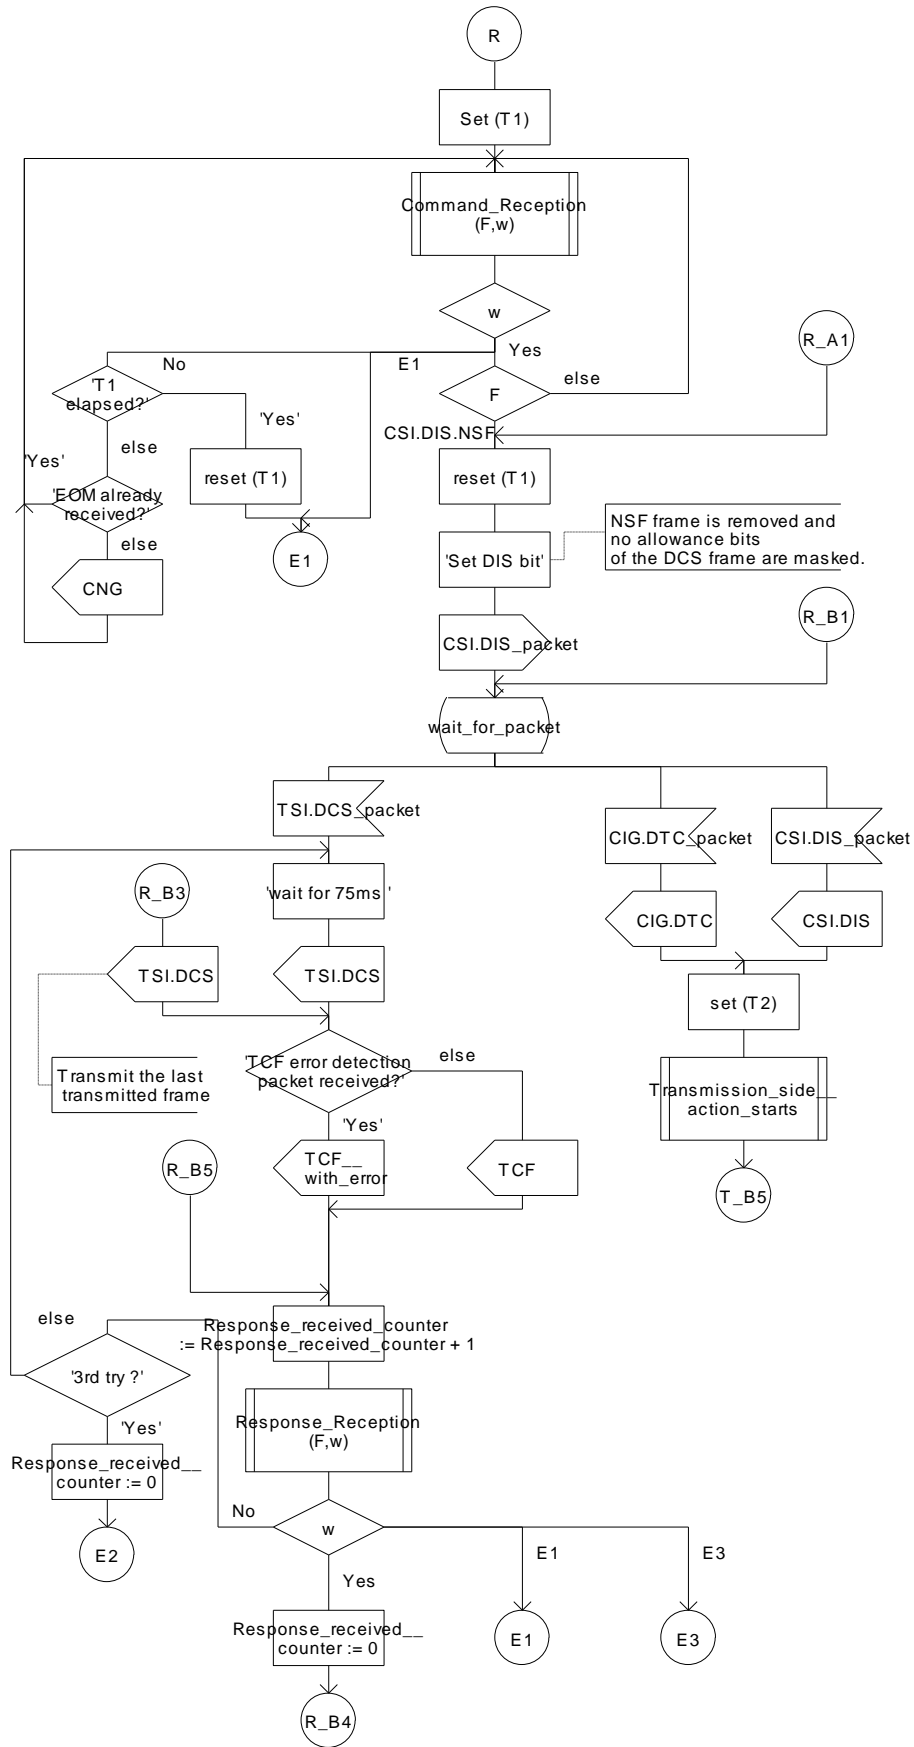 R
Set (T1)
Command_Reception
(F,w)
w
R_A1
No
E1
Yes
'T1
elapsed?'
F
else
'Yes'
CSI.DIS.NSF
else
'Yes'
reset (T1)
reset (T1)
'EOM already
received?'
NSF frame is removed and
no allowance bits
of the DCS frame are masked.
else
E1
'Set DIS bit'
CNG
R_B1
CSI.DIS_packet
wait_for_packet
TSI.DCS_packet
CIG.DTC_packet
CSI.DIS_packet
R_B3
'wait for 75ms '
CIG.DTC
CSI.DIS
TSI.DCS
TSI.DCS
set (T2)
'TCF error detection
packet received?'
else
Transmit the last
transmitted frame
Transmission_side__
action_starts
'Yes'
R_B5
TCF__
with_error
TCF
T_B5
else
Response_received_counter
:= Response_received_counter + 1
'3rd try ?'
Response_Reception
(F,w)
'Yes'
Response_received__
counter := 0
No
w
E2
E1
E3
Yes
Response_received__
counter := 0
E1
E3
R_B4